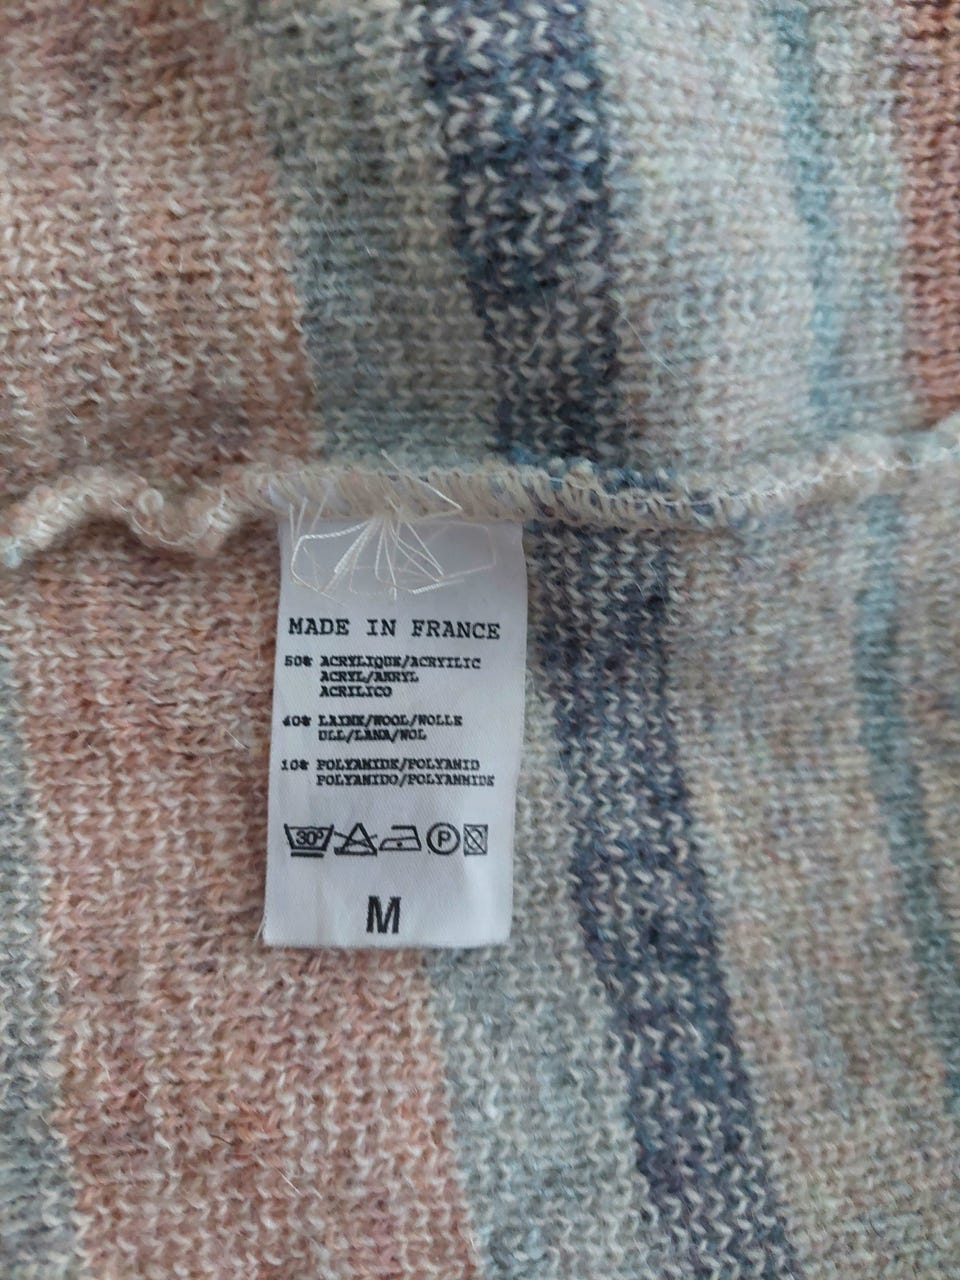 MADE IN FRANCE
50% ACRYLIQUE/ACRYLIC
ACRYL/AKRYL
ACRILICO
40% LAINE/WOOL/WOLLE
ULL/LANA/WOL
10% POLYAMIDE/POLYAMID
POLYAMIDO/POLYAMMIDE
30°
P
M